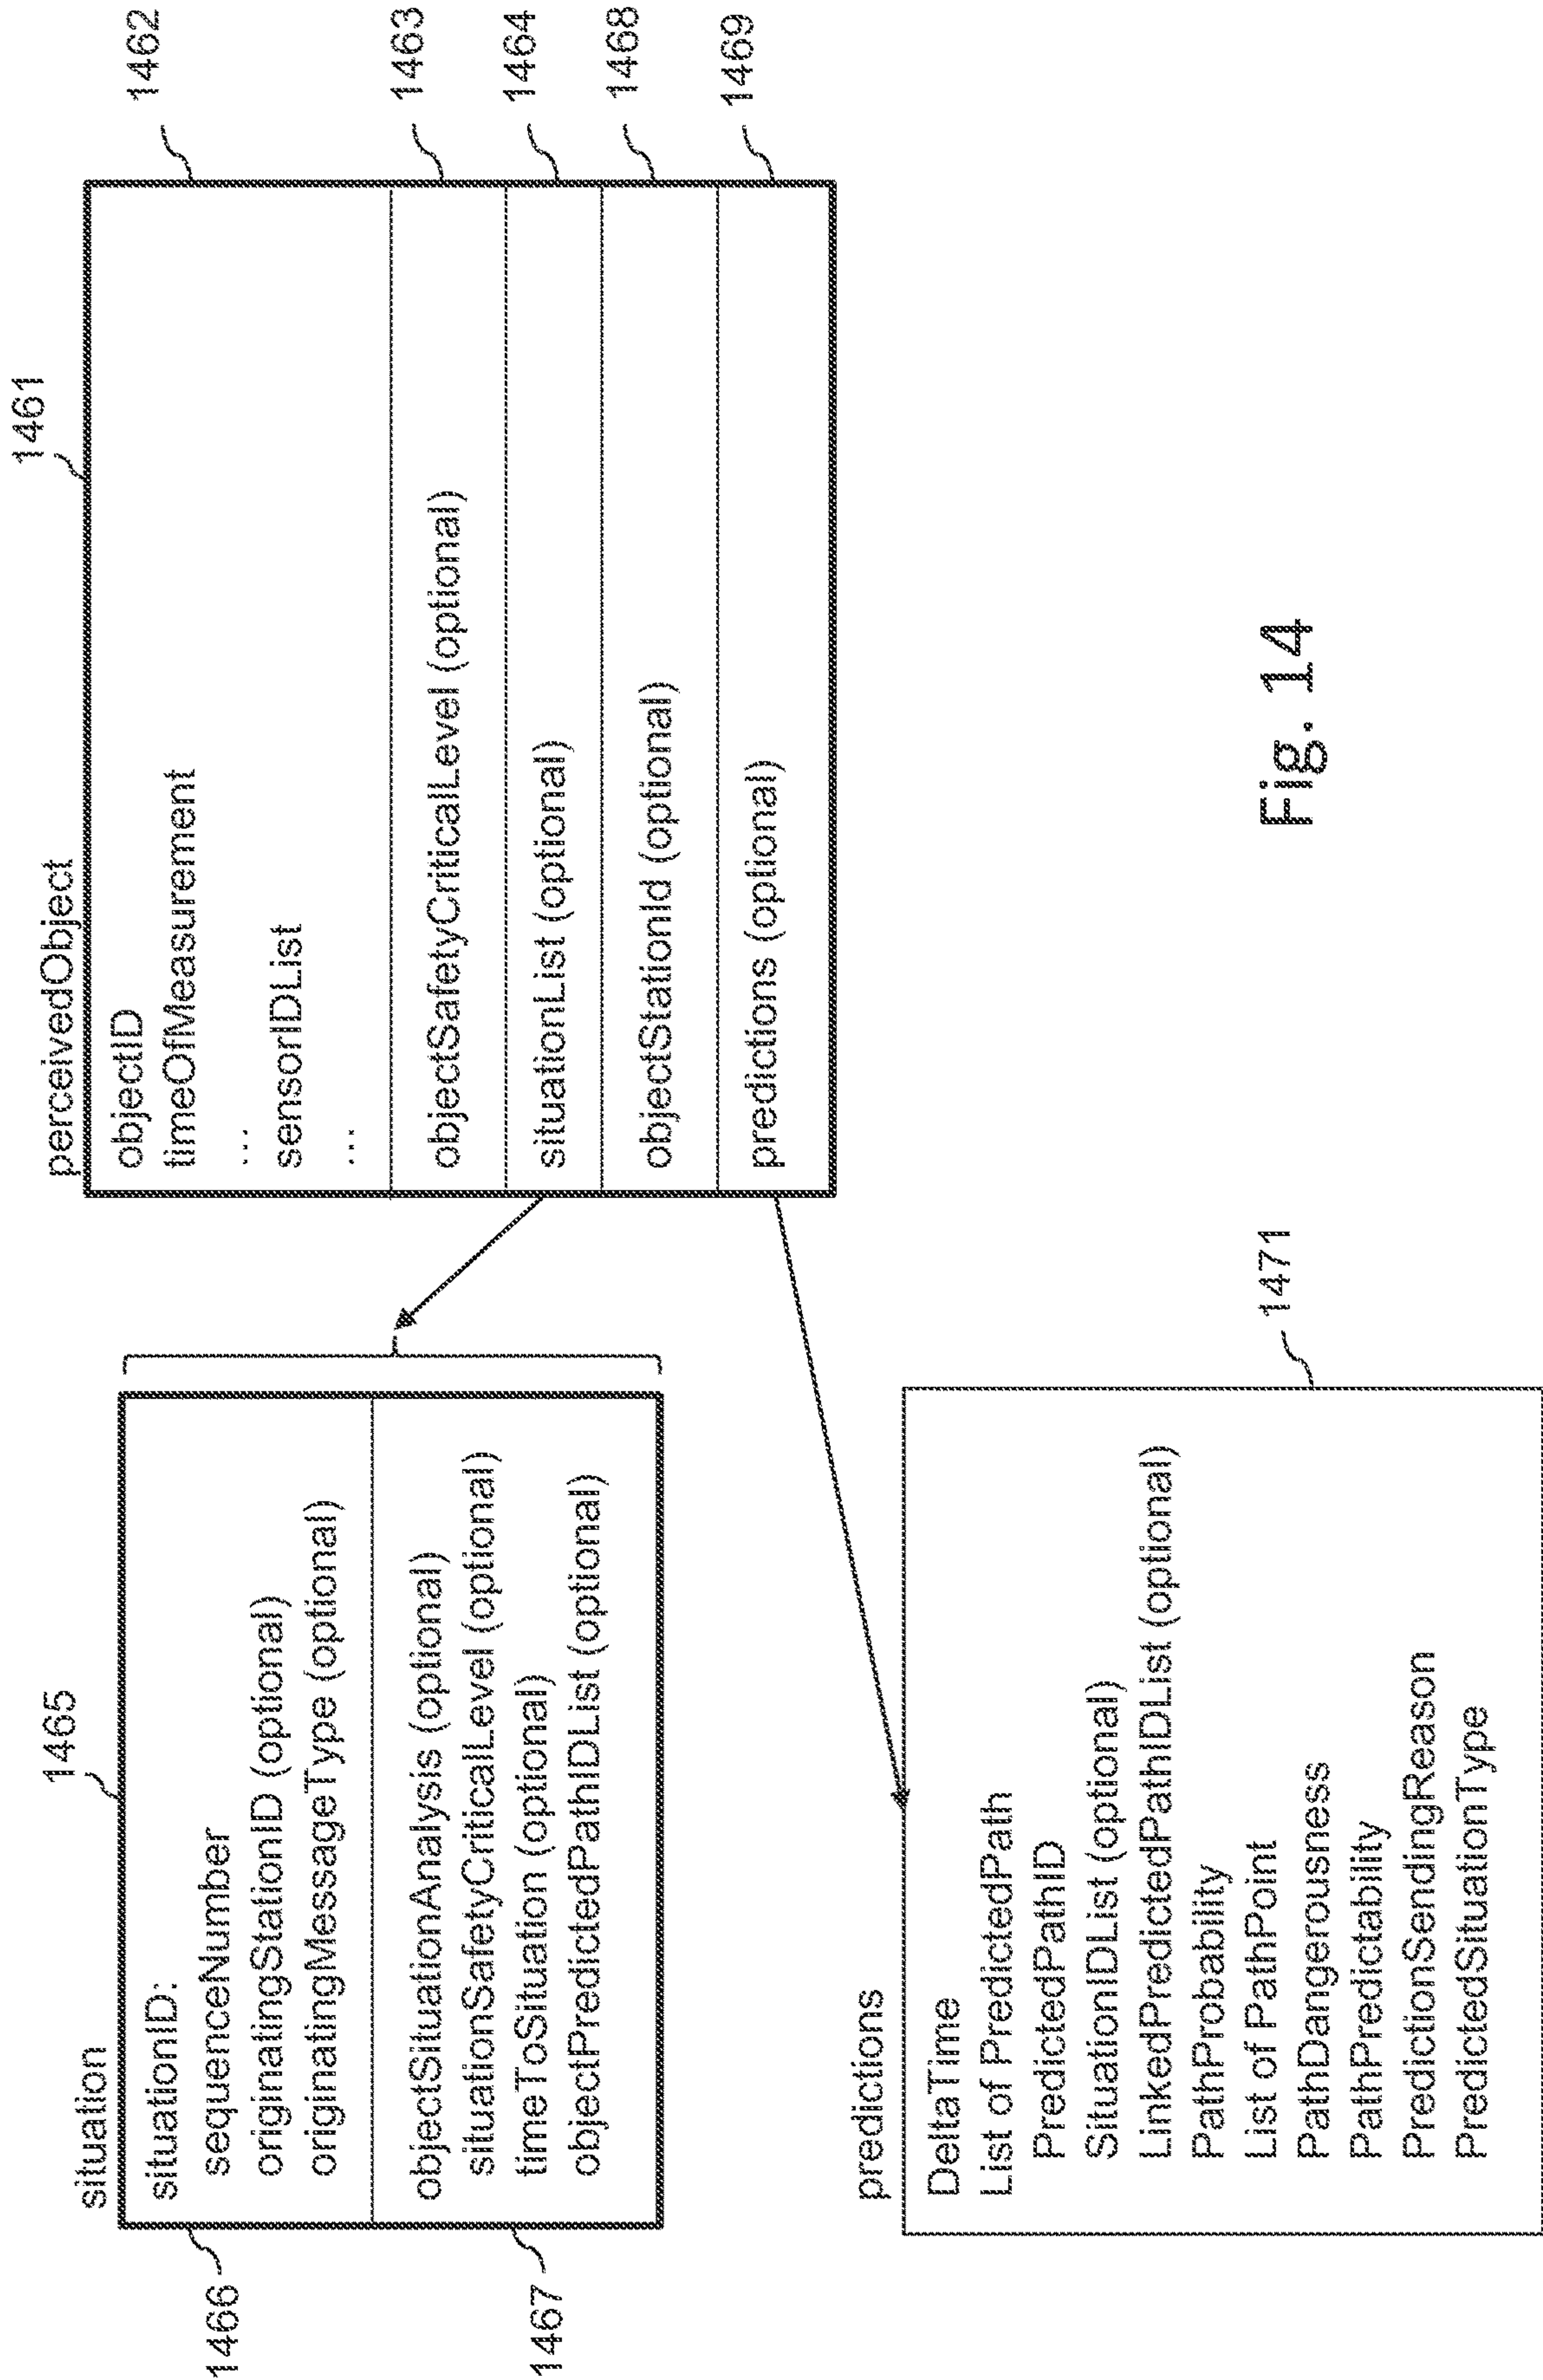 perceivedObject
1461
objectID
timeOfMeasurement
...
sensorIDList
...
1462
objectSafetyCriticalLevel (optional)
1463
situationList (optional)
1464
objectStationId (optional)
1468
predictions (optional)
1469
situation
1465
situationID:
sequenceNumber
originatingStationID (optional)
originatingMessageType (optional)
1466
objectSituationAnalysis (optional)
situationSafetyCriticalLevel (optional)
timeToSituation (optional)
objectPredictedPathIDList (optional)
1467
predictions
DeltaTime
List of PredictedPath
PredictedPathID
SituationIDList (optional)
LinkedPredictedPathIDList (optional)
PathProbability
List of PathPoint
PathDangerousness
PathPredictability
PredictionSendingReason
PredictedSituationType
1471
Fig. 14